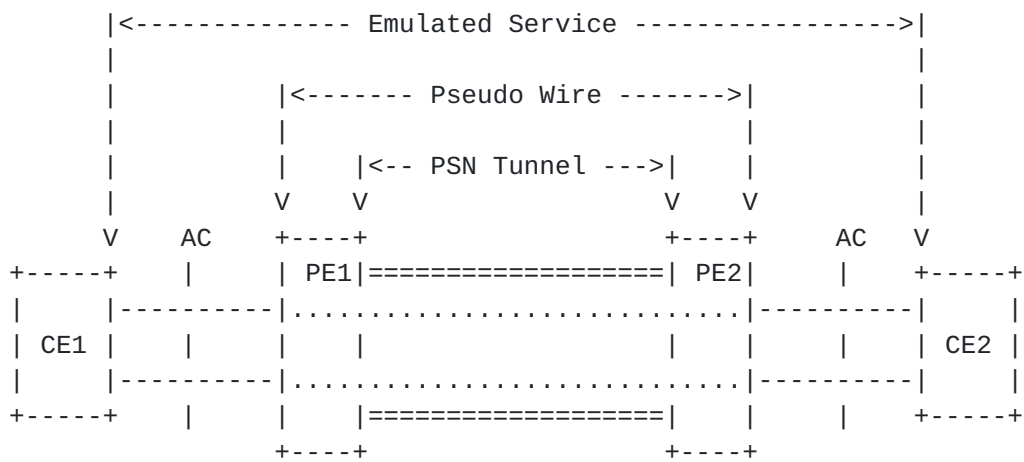 |<-------------- Emulated Service ---------------->|
|                                                  |
|          |<------- Pseudo Wire ------->|          |
|          |                             |          |
|          |    |<-- PSN Tunnel --->|    |          |
|          V    V                   V    V          |
V    AC    +----+                   +----+    AC    V
+-----+    |     | PE1|===================| PE2|     |    +-----+
|     |----------|.............................|----------|     |
| CE1 |    |     |    |                   |    |     |    | CE2 |
|     |----------|.............................|----------|     |
+-----+    |     |    |===================|    |     |    +-----+
+----+                   +----+